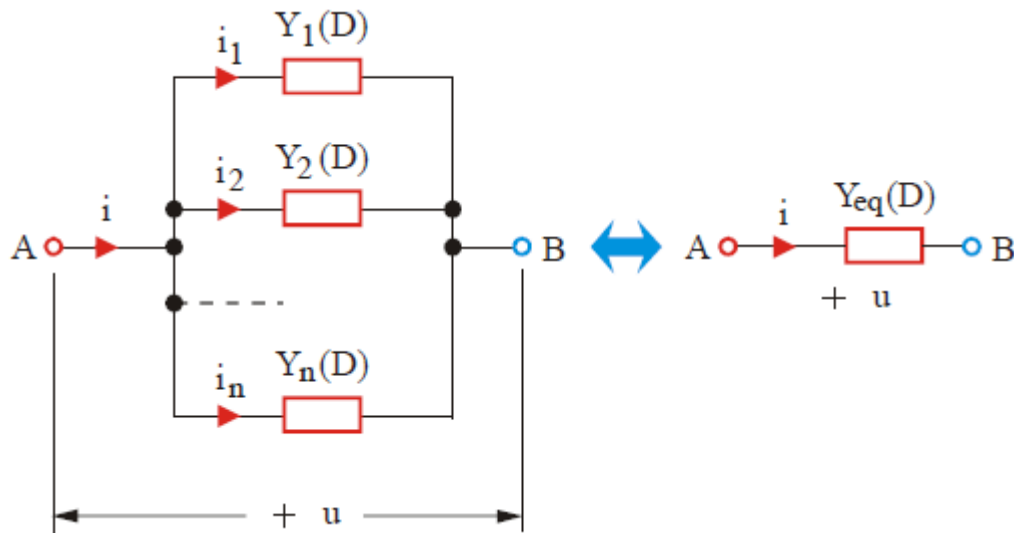 Y₁(D)
i₁
Y₂(D)
i₂
i
A
B
Yₙ(D)
iₙ
+ u
Yeq(D)
i
A
B
+ u